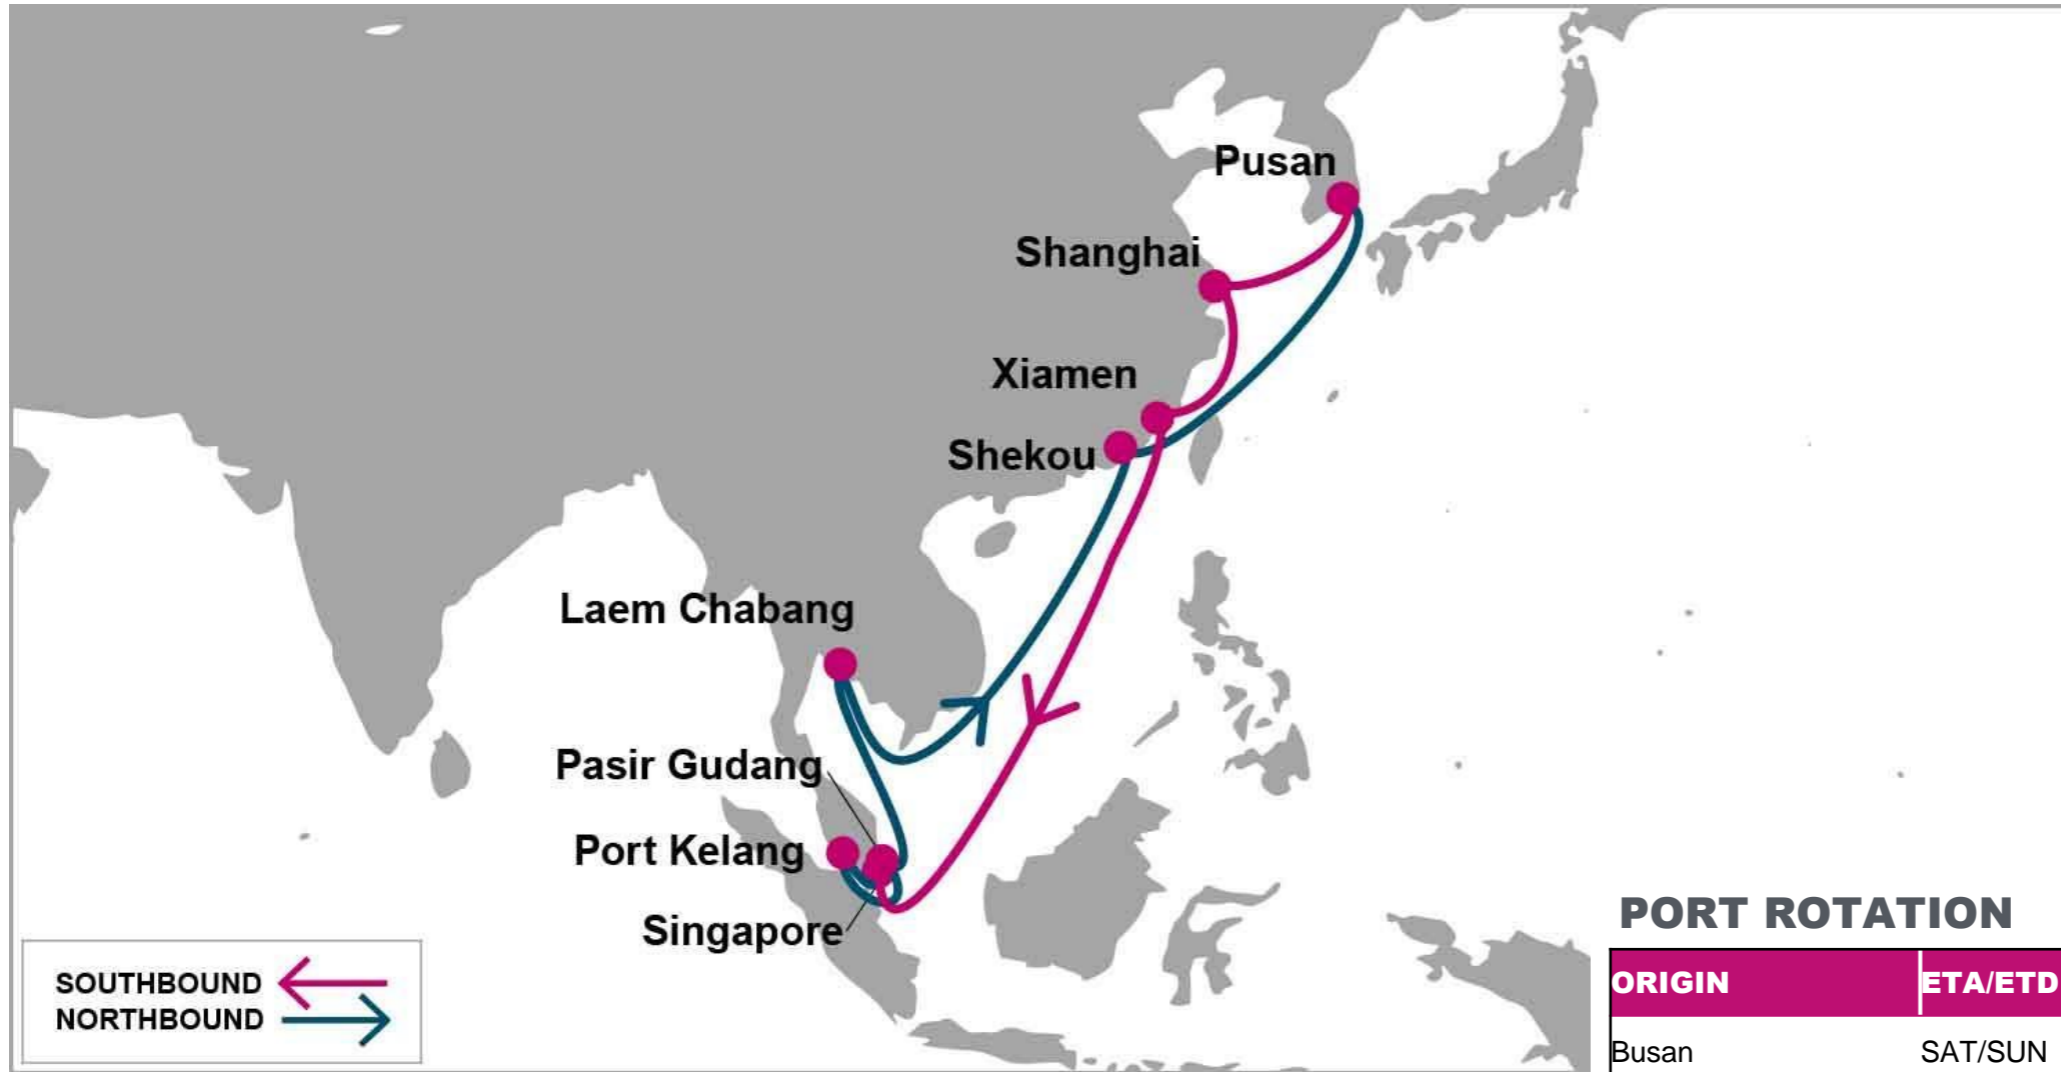 Pusan
Shanghai
Xiamen
Shekou
Laem Chabang
Pasir Gudang
Port Kelang
Singapore
SOUTHBOUND
NORTHBOUND
PORT ROTATION
ORIGIN ETA/ETD
Busan SAT/SUN